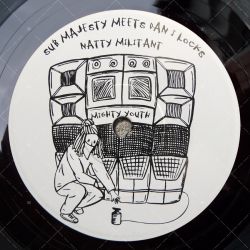 SUB MAJESTY MEETS DAN I LOCKS
NATTY MILITANT
MIGHTY YOUTH